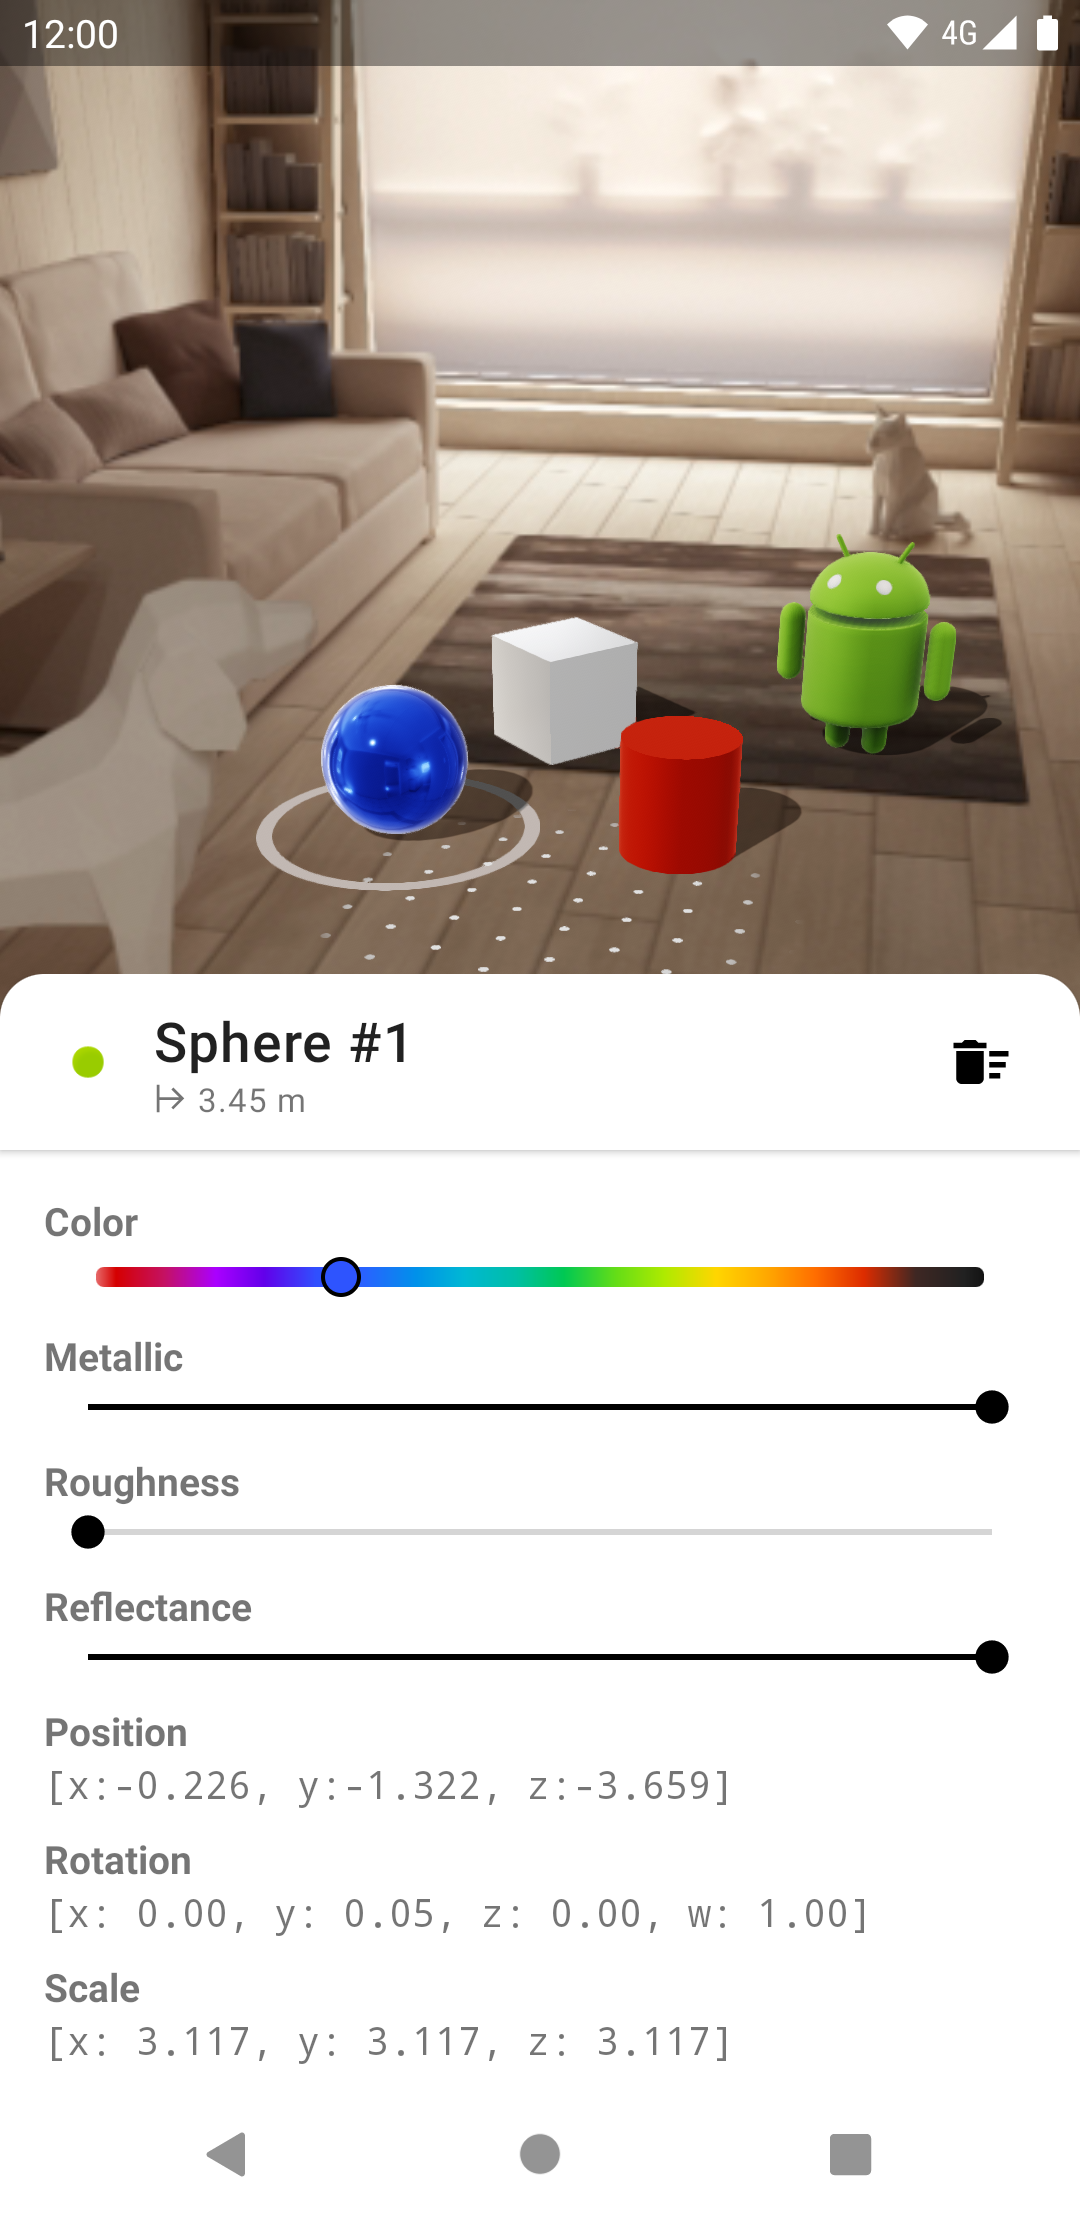 12:00
4G
Sphere #1
3.45 m
Color
Metallic
Roughness
Reflectance
Position
[x:-0.226, y:-1.322, z:-3.659]
Rotation
[x: 0.00, y: 0.05, z: 0.00, w: 1.00]
Scale
[x: 3.117, y: 3.117, z: 3.117]